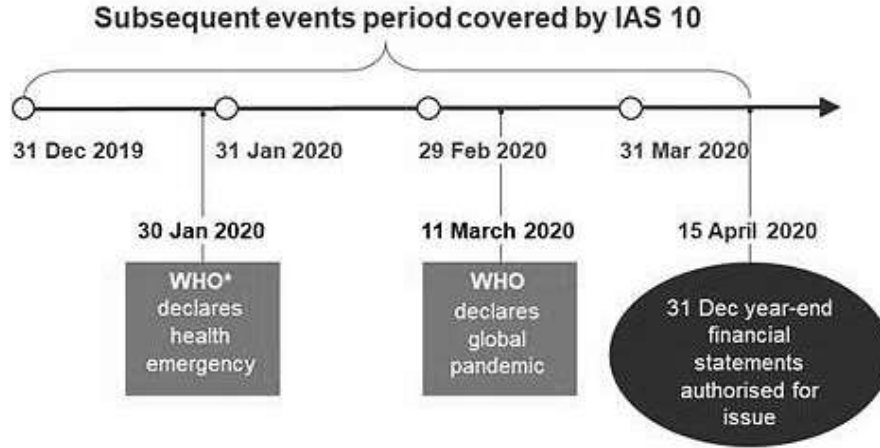 Subsequent events period covered by IAS 10
31 Dec 2019
31 Jan 2020
29 Feb 2020
31 Mar 2020
30 Jan 2020
11 March 2020
15 April 2020
WHO*
declares
health
emergency
WHO
declares
global
pandemic
31 Dec year-end
financial
statements
authorised for
issue